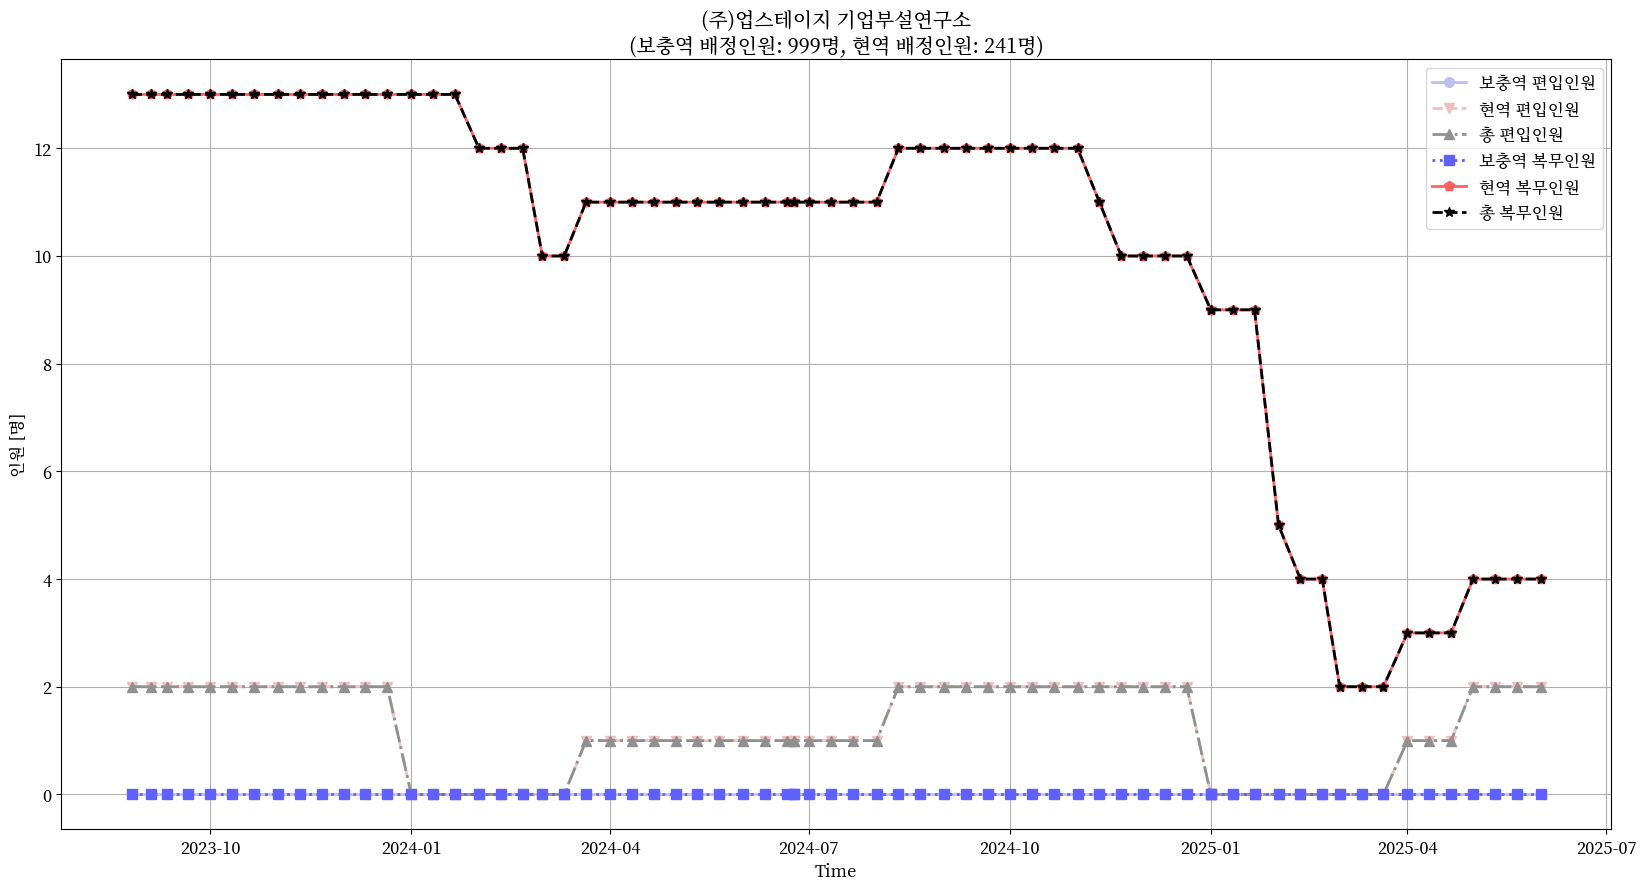 (주)업스테이지 기업부설연구소
(보충역 배정인원: 999명, 현역 배정인원: 241명)
보충역 편입인원
현역 편입인원
총 편입인원
보충역 복무인원
현역 복무인원
총 복무인원
인원 [명]
12
10
8
6
4
2
0
2023-10
2024-01
2024-04
2024-07
2024-10
2025-01
2025-04
2025-07
Time